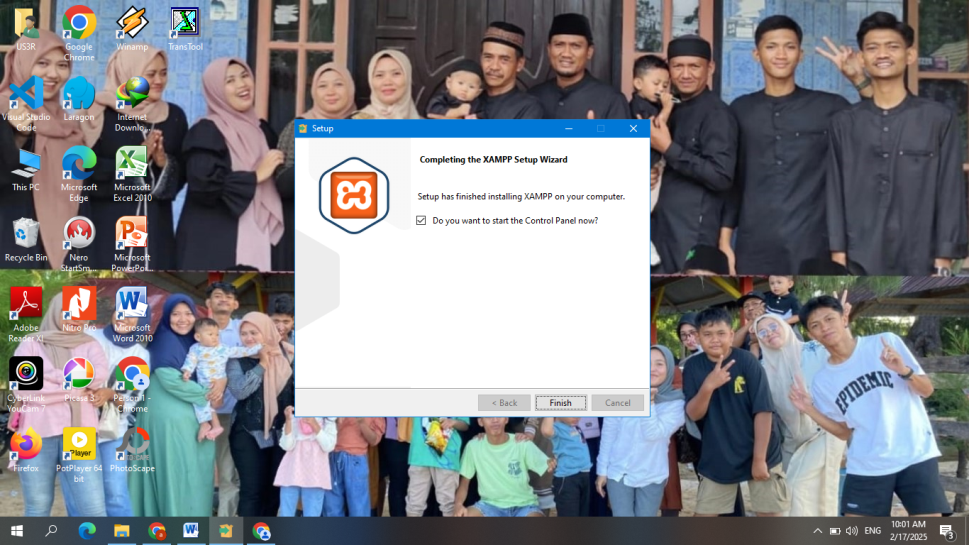 US3R
Google
Chrome
Winamp
TransTool
Visual Studio
Code
Laragon
Internet
Downlo...
This PC
Microsoft
Edge
Microsoft
Excel 2010
Recycle Bin
Nero
StartSm...
Microsoft
PowerPoi...
Adobe
Reader XI
Nitro Pro
Microsoft
Word 2010
CyberLink
YouCam 7
Picasa 3
Person 1 -
Chrome
Firefox
Player
PotPlayer 64
bit
PhotoScape
Setup
Completing the XAMPP Setup Wizard
Setup has finished installing XAMPP on your computer.
Do you want to start the Control Panel now?
< Back
Finish
Cancel
EPIDEMIC
ENG
10:01 AM
2/17/2025
3